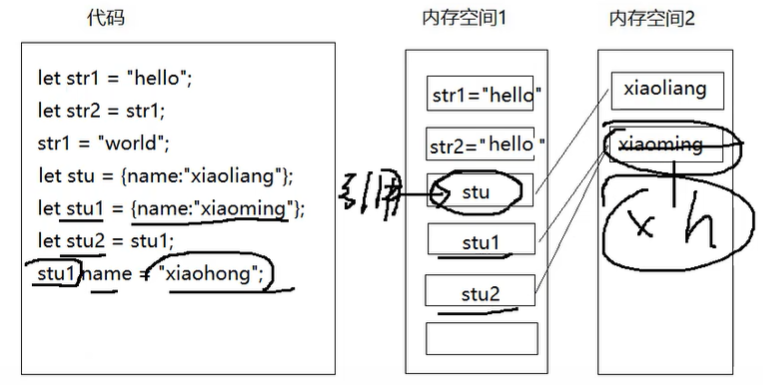 代码
let str1 = "hello";
let str2 = str1;
str1 = "world";
let stu = {name:"xiaoliang"};
let stu1 = {name:"xiaoming"};
let stu2 = stu1;
stu1.name = "xiaohong";
内存空间1
str1="hello"
str2="hello"
引用
stu
stu1
stu2
内存空间2
xiaoliang
xiaoming
x h